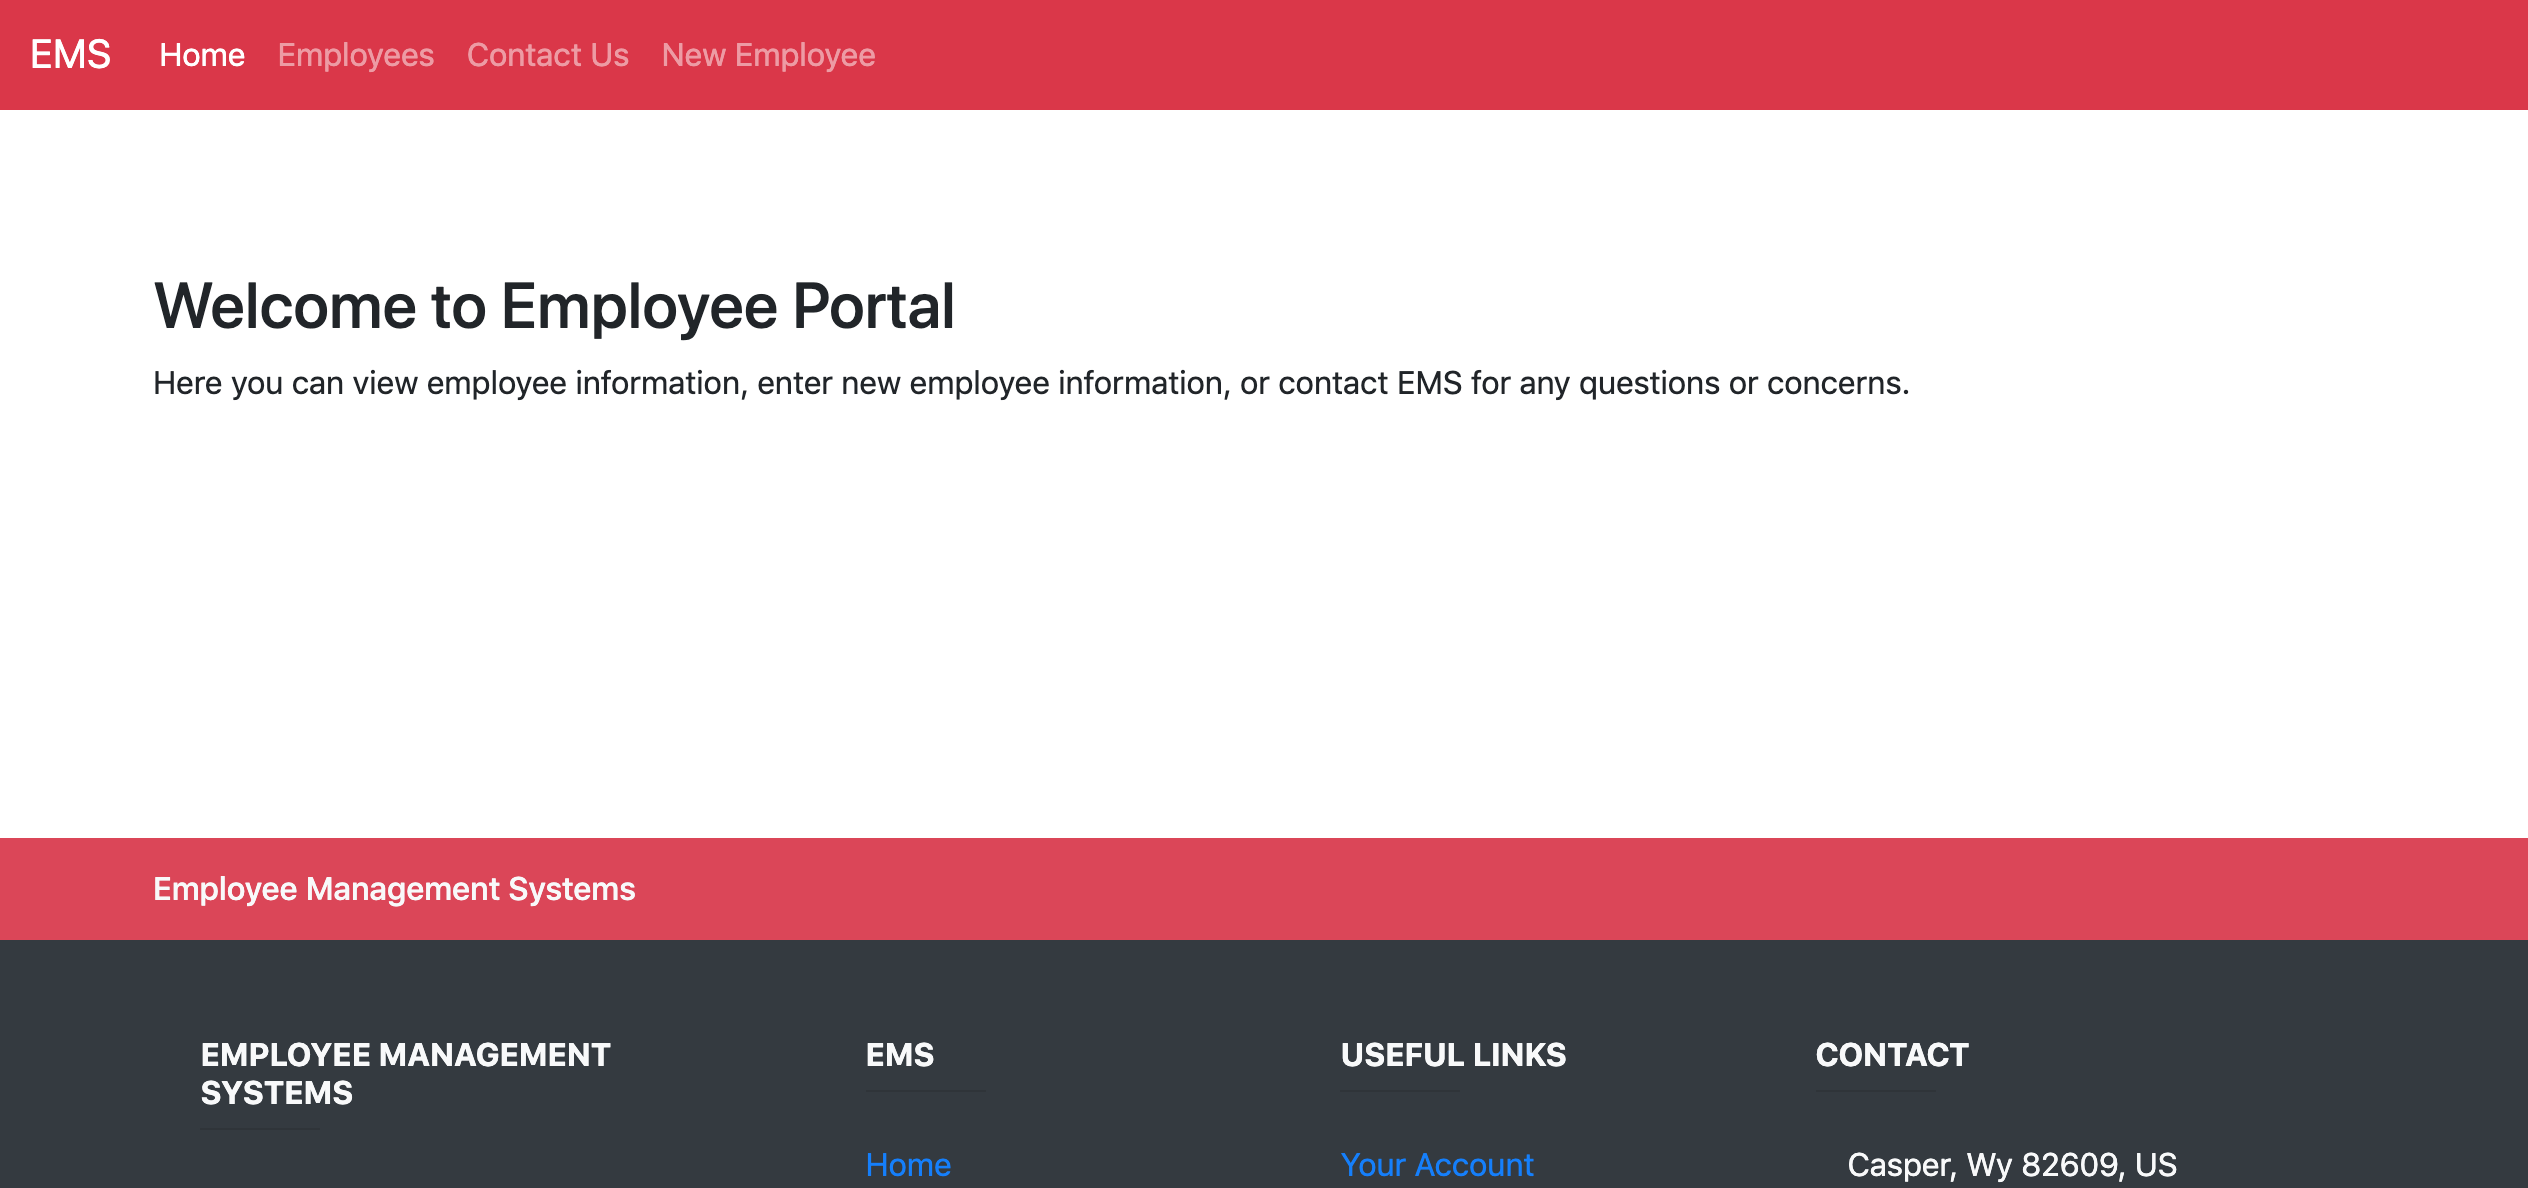 EMS Home Employees Contact Us New Employee
Welcome to Employee Portal
Here you can view employee information, enter new employee information, or contact EMS for any questions or concerns.
Employee Management Systems
EMPLOYEE MANAGEMENT
SYSTEMS
EMS
Home
USEFUL LINKS
Your Account
CONTACT
Casper, Wy 82609, US